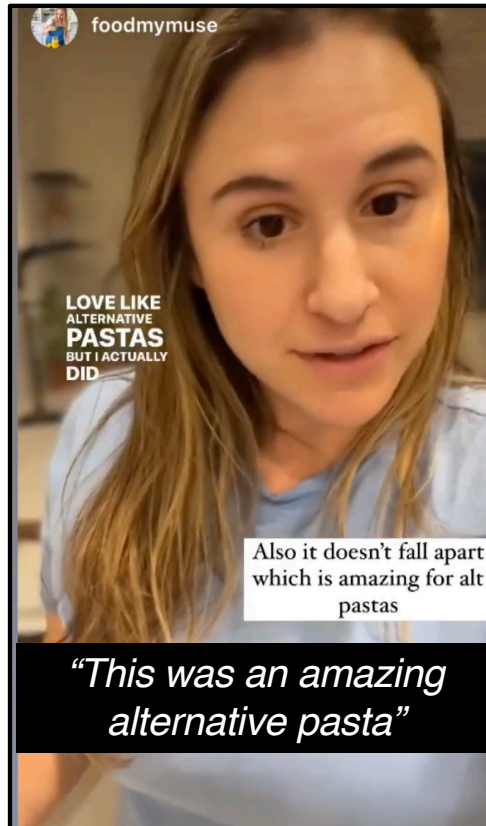 foodmymuse
LOVE LIKE
ALTERNATIVE
PASTAS
BUT I ACTUALLY
DID
Also it doesn’t fall apart
which is amazing for alt
pastas
“This was an amazing
alternative pasta”